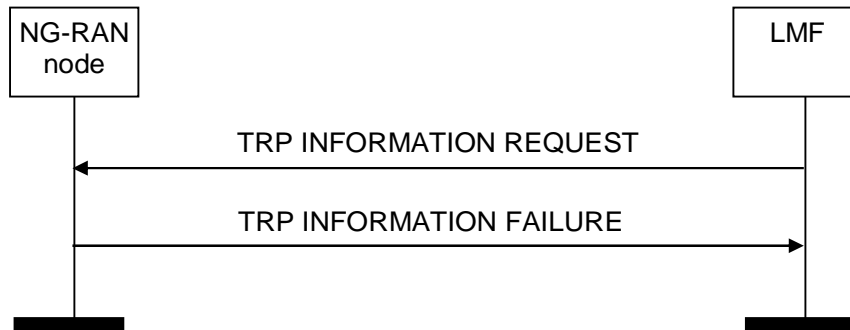 NG-RAN
node
LMF
TRP INFORMATION REQUEST
TRP INFORMATION FAILURE